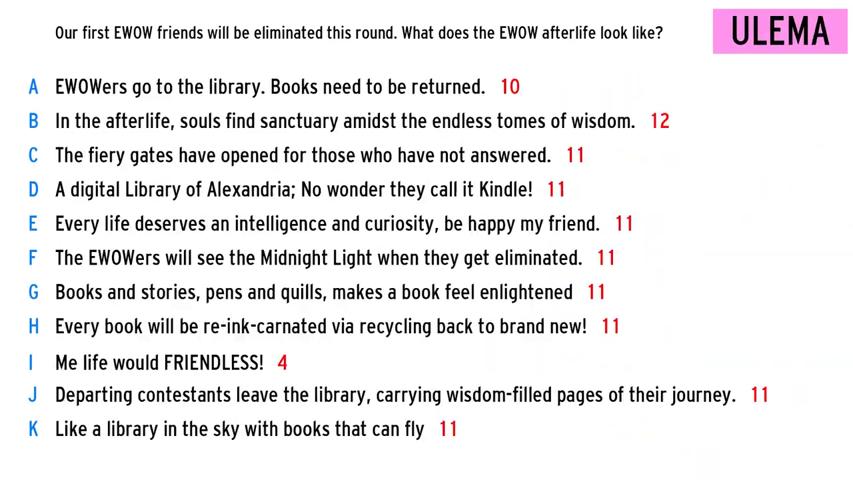 Our first EWOW friends will be eliminated this round. What does the EWOW afterlife look like?
ULEMA
A EWOWers go to the library. Books need to be returned. 10
B In the afterlife, souls find sanctuary amidst the endless tomes of wisdom. 12
C The fiery gates have opened for those who have not answered. 11
D A digital Library of Alexandria; No wonder they call it Kindle! 11
E Every life deserves an intelligence and curiosity, be happy my friend. 11
F The EWOWers will see the Midnight Light when they get eliminated. 11
G Books and stories, pens and quills, makes a book feel enlightened 11
H Every book will be re-ink-carnated via recycling back to brand new! 11
I Me life would FRIENDLESS! 4
J Departing contestants leave the library, carrying wisdom-filled pages of their journey. 11
K Like a library in the sky with books that can fly 11